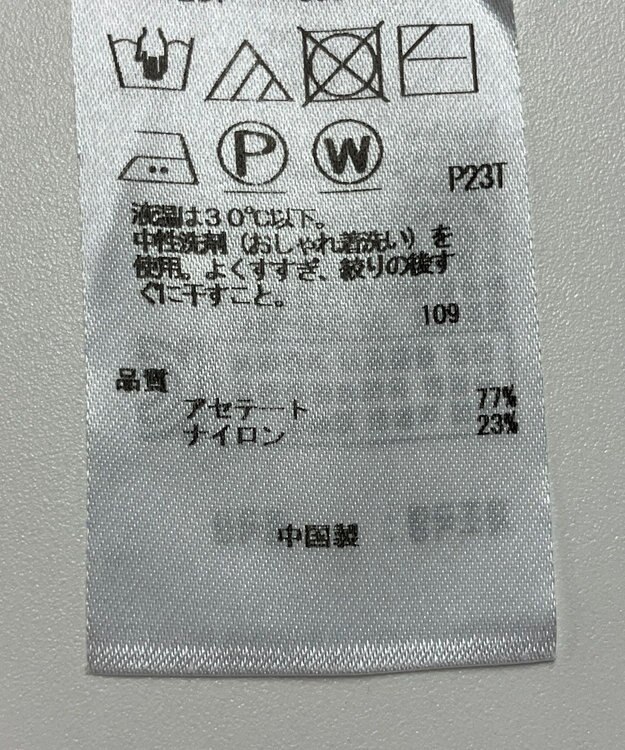 P
W
P23T
液温は30℃以下。
中性洗剤（おしゃれ着洗い）を
使用。よくすすぎ、絞りの後す
ぐに干すこと。
109
品質
アセテート 77%
ナイロン 23%
中国製